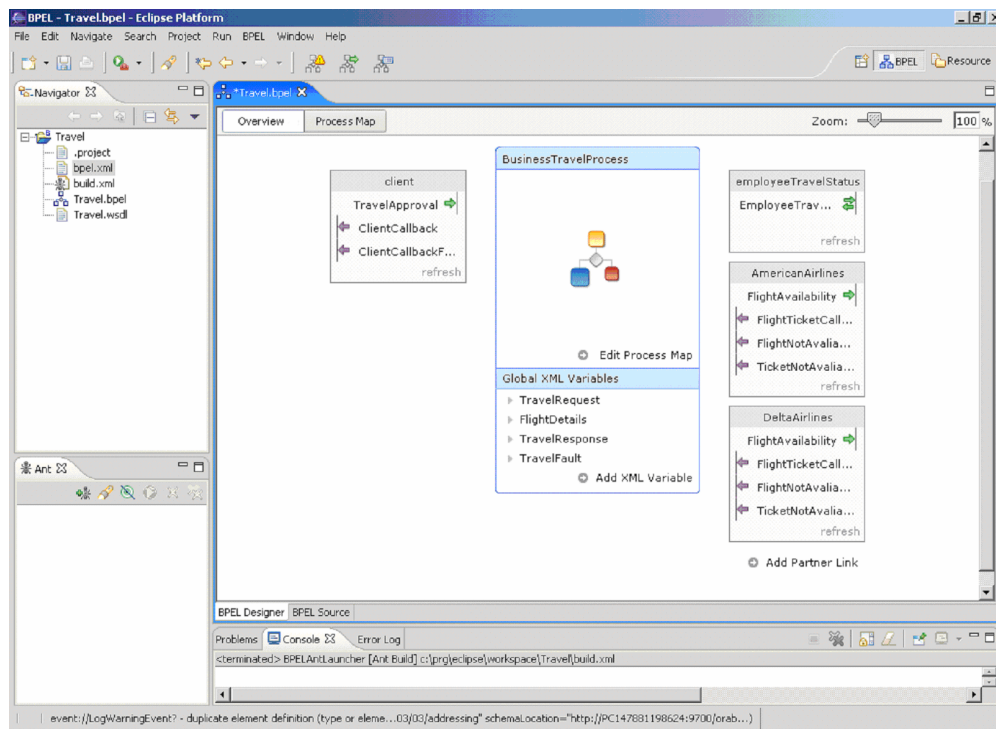 BPEL - Travel.bpel - Eclipse Platform
File Edit Navigate Search Project Run BPEL Window Help
BPEL Resource
Navigator
*Travel.bpel
Overview Process Map Zoom: 100 %
Travel
.project
bpel.xml
build.xml
Travel.bpel
Travel.wsdl
client
TravelApproval
ClientCallback
ClientCallbackF...
refresh
BusinessTravelProcess
Edit Process Map
Global XML Variables
TravelRequest
FlightDetails
TravelResponse
TravelFault
Add XML Variable
employeeTravelStatus
EmployeeTrav...
refresh
AmericanAirlines
FlightAvailability
FlightTicketCall...
FlightNotAvalia...
TicketNotAvalia...
refresh
DeltaAirlines
FlightAvailability
FlightTicketCall...
FlightNotAvalia...
TicketNotAvalia...
refresh
Add Partner Link
Ant
BPEL Designer BPEL Source
Problems Console Error Log
<terminated> BPELAntLauncher [Ant Build] c:\prg\eclipse\workspace\Travel\build.xml
event://LogWarningEvent? - duplicate element definition (type or eleme...03/03/addressing" schemaLocation="http://PC147881198624:9700/orab...)